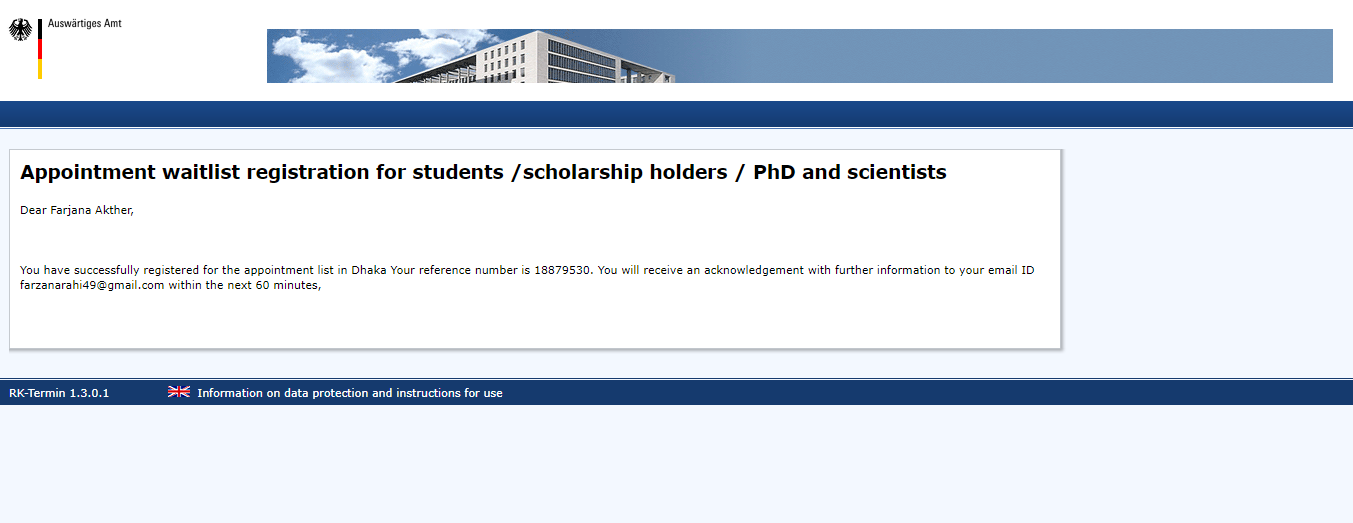 Auswärtiges Amt
Appointment waitlist registration for students /scholarship holders / PhD and scientists
Dear Farjana Akther,
You have successfully registered for the appointment list in Dhaka Your reference number is 18879530. You will receive an acknowledgement with further information to your email ID
farzanarahi49@gmail.com within the next 60 minutes,
RK-Termin 1.3.0.1
Information on data protection and instructions for use